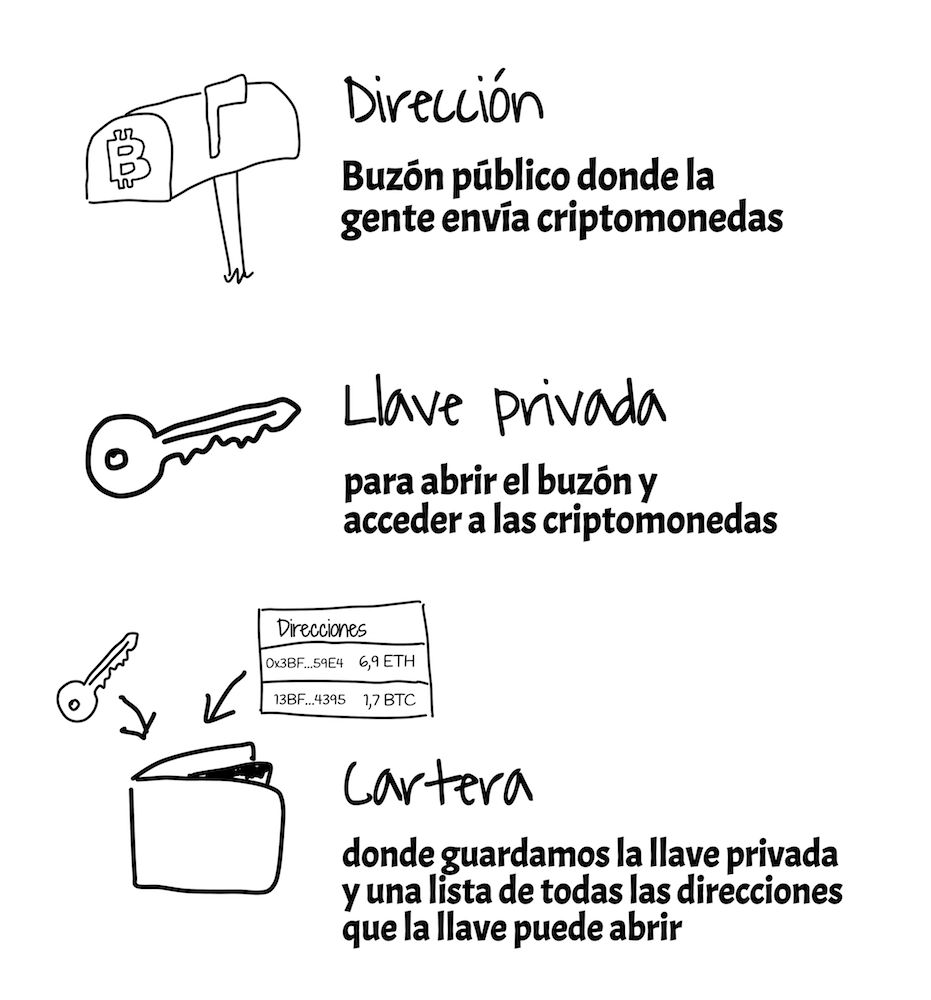 Dirección
Buzón público donde la
gente envía criptomonedas
Llave privada
para abrir el buzón y
acceder a las criptomonedas
Direcciones
0x3BF...59E4 6,9 ETH
13BF...4395 1,7 BTC
Cartera
donde guardamos la llave privada
y una lista de todas las direcciones
que la llave puede abrir